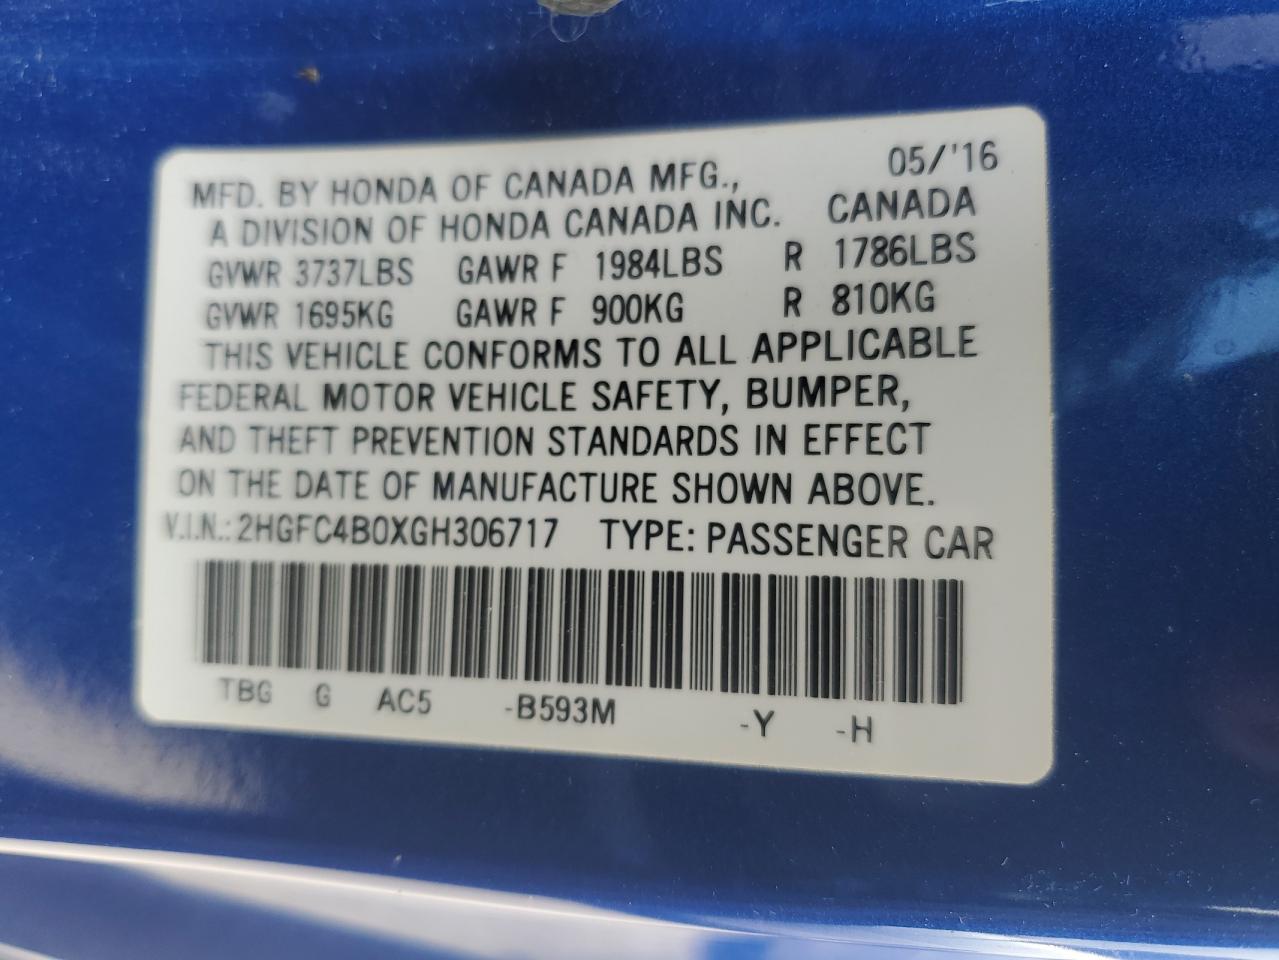 MFD. BY HONDA OF CANADA MFG., 05/'16
A DIVISION OF HONDA CANADA INC. CANADA
GVWR 3737LBS GAWR F 1984LBS R 1786LBS
GVWR 1695KG GAWR F 900KG R 810KG
THIS VEHICLE CONFORMS TO ALL APPLICABLE
FEDERAL MOTOR VEHICLE SAFETY, BUMPER,
AND THEFT PREVENTION STANDARDS IN EFFECT
ON THE DATE OF MANUFACTURE SHOWN ABOVE.
V.I.N.: 2HGFC4B0XGH306717 TYPE: PASSENGER CAR
TBG G AC5 -B593M -Y -H